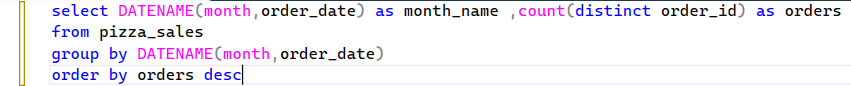 select DATENAME(month,order_date) as month_name ,count(distinct order_id) as orders
from pizza_sales
group by DATENAME(month,order_date)
order by orders desc